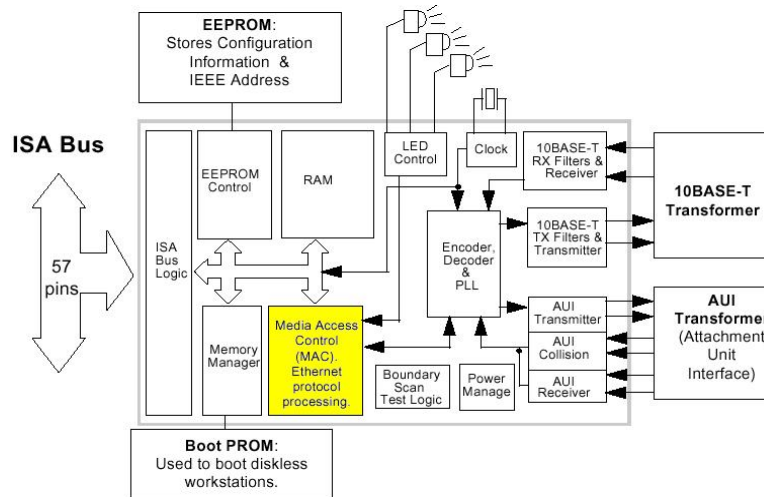 EEPROM:
Stores Configuration
Information &
IEEE Address
ISA Bus
57
pins
ISA
Bus
Logic
EEPROM
Control
RAM
LED
Control
Clock
10BASE-T
RX Filters &
Receiver
10BASE-T
Transformer
Encoder,
Decoder
&
PLL
10BASE-T
TX Filters &
Transmitter
Memory
Manager
Media Access
Control
(MAC).
Ethernet
protocol
processing.
Boundary
Scan
Test Logic
Power
Manage
AUI
Transmitter
AUI
Collision
AUI
Receiver
AUI
Transformer
(Attachment
Unit
Interface)
Boot PROM:
Used to boot diskless
workstations.